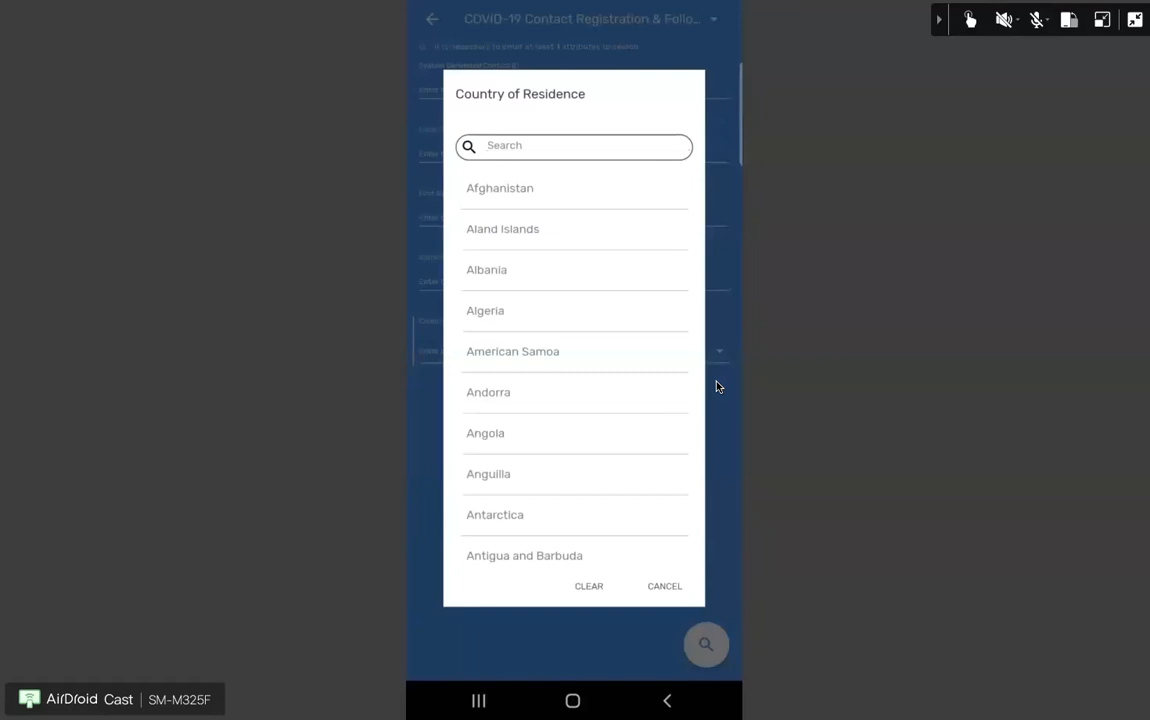 COVID-19 Contact Registration & Follo...
Country of Residence
Search
Afghanistan
Aland Islands
Albania
Algeria
American Samoa
Andorra
Angola
Anguilla
Antarctica
Antigua and Barbuda
CLEAR CANCEL
AirDroid Cast | SM-M325F